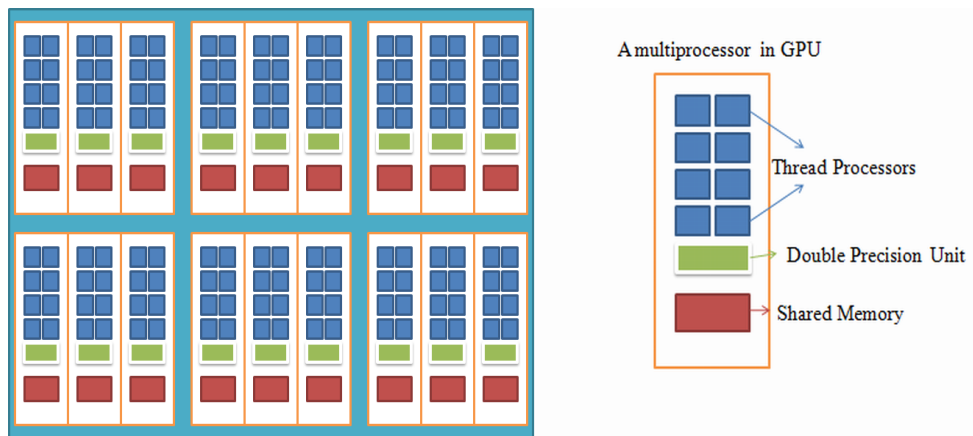 A multiprocessor in GPU
Thread Processors
Double Precision Unit
Shared Memory